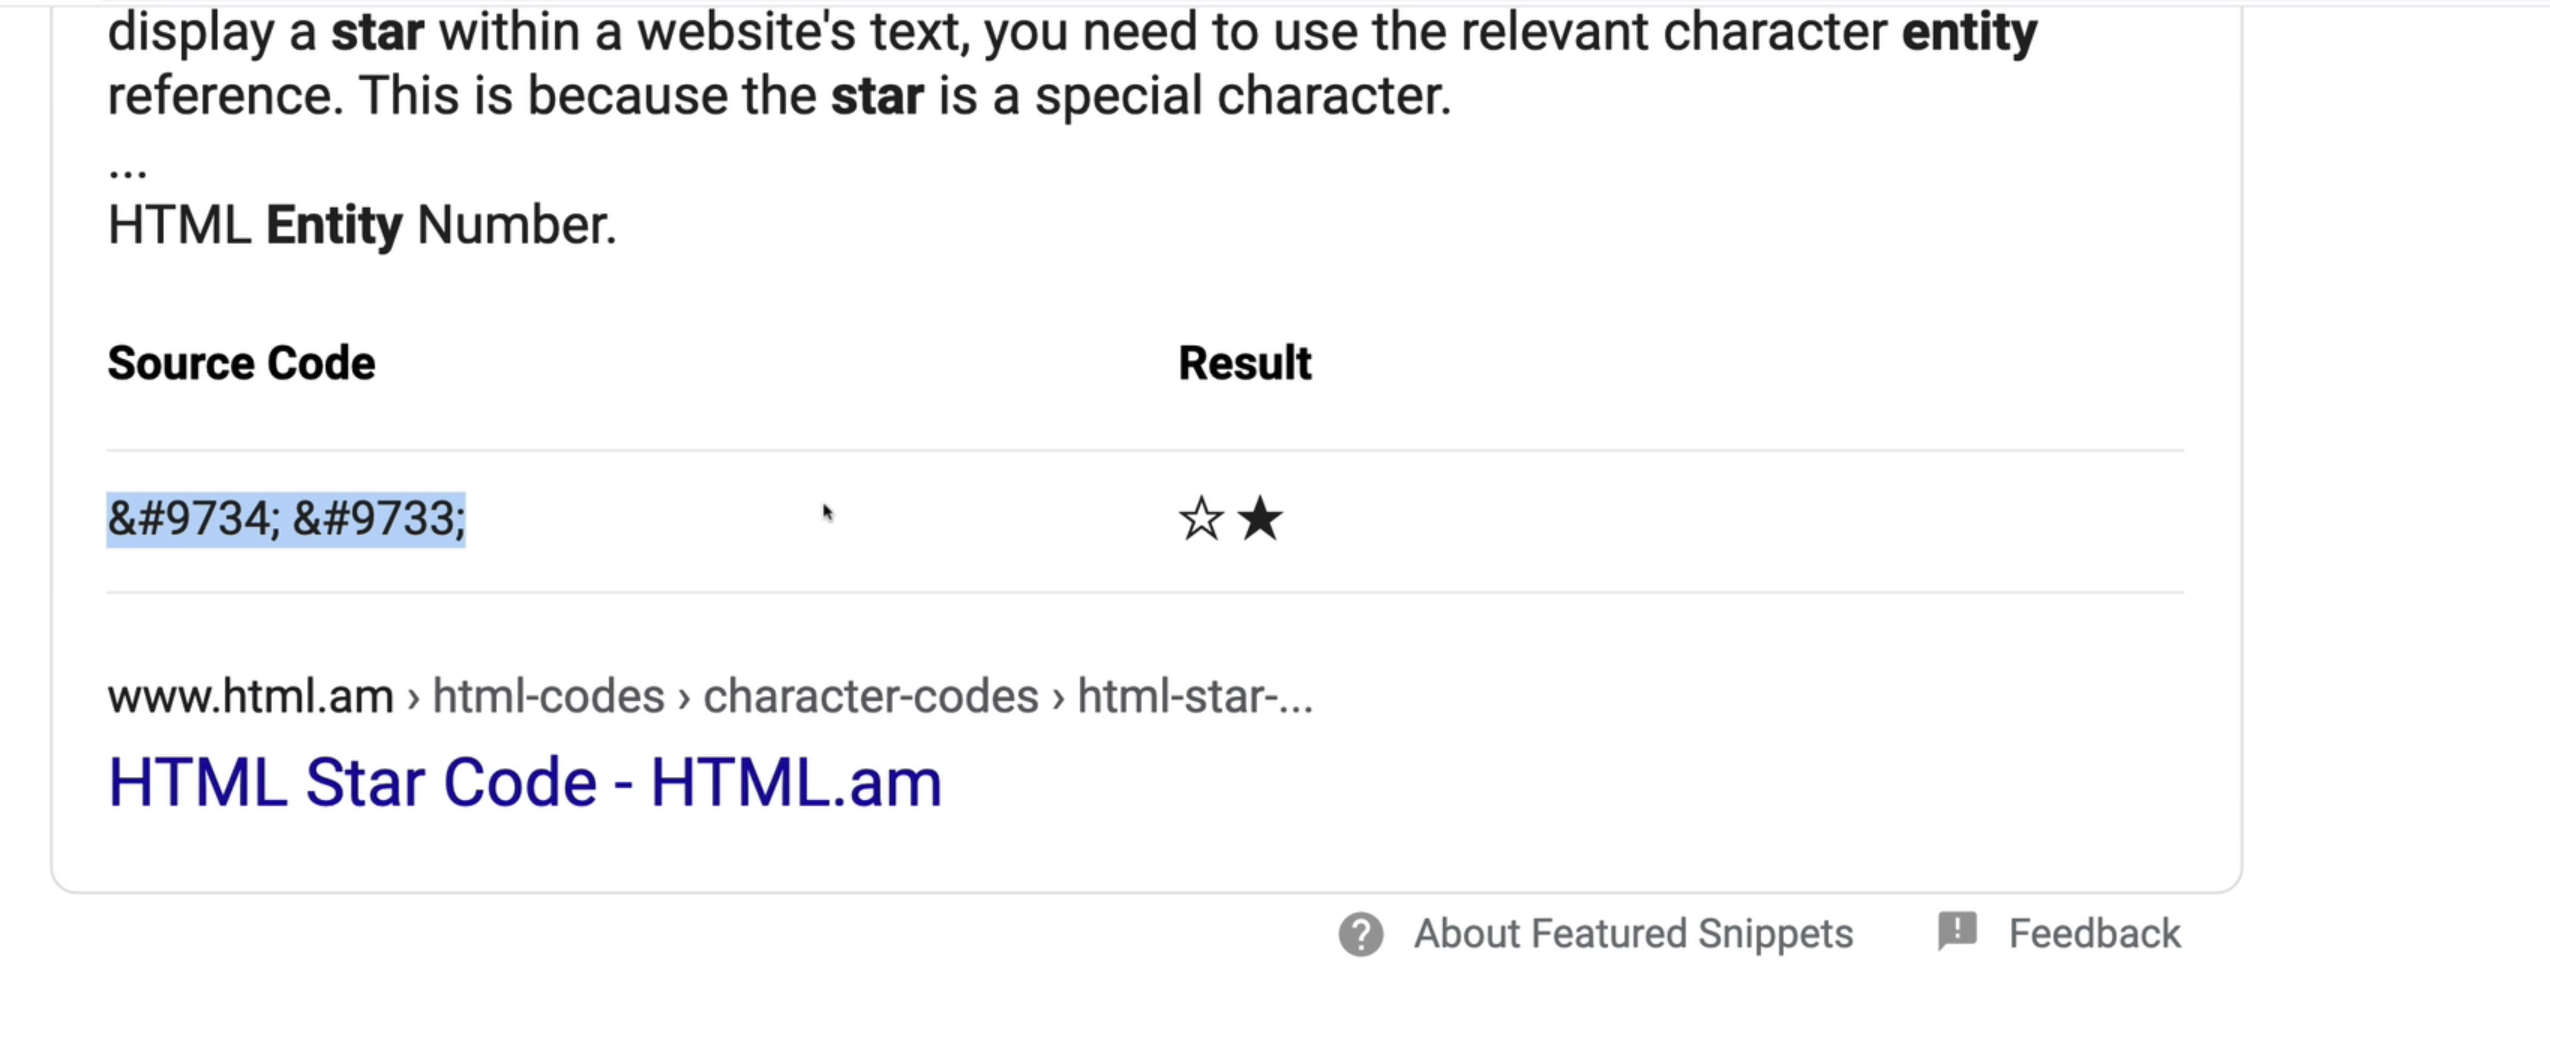 display a star within a website's text, you need to use the relevant character entity
reference. This is because the star is a special character.
...
HTML Entity Number.
Source Code Result
&#9734; &#9733; ☆ ★
www.html.am › html-codes › character-codes › html-star-...
HTML Star Code - HTML.am
About Featured Snippets Feedback